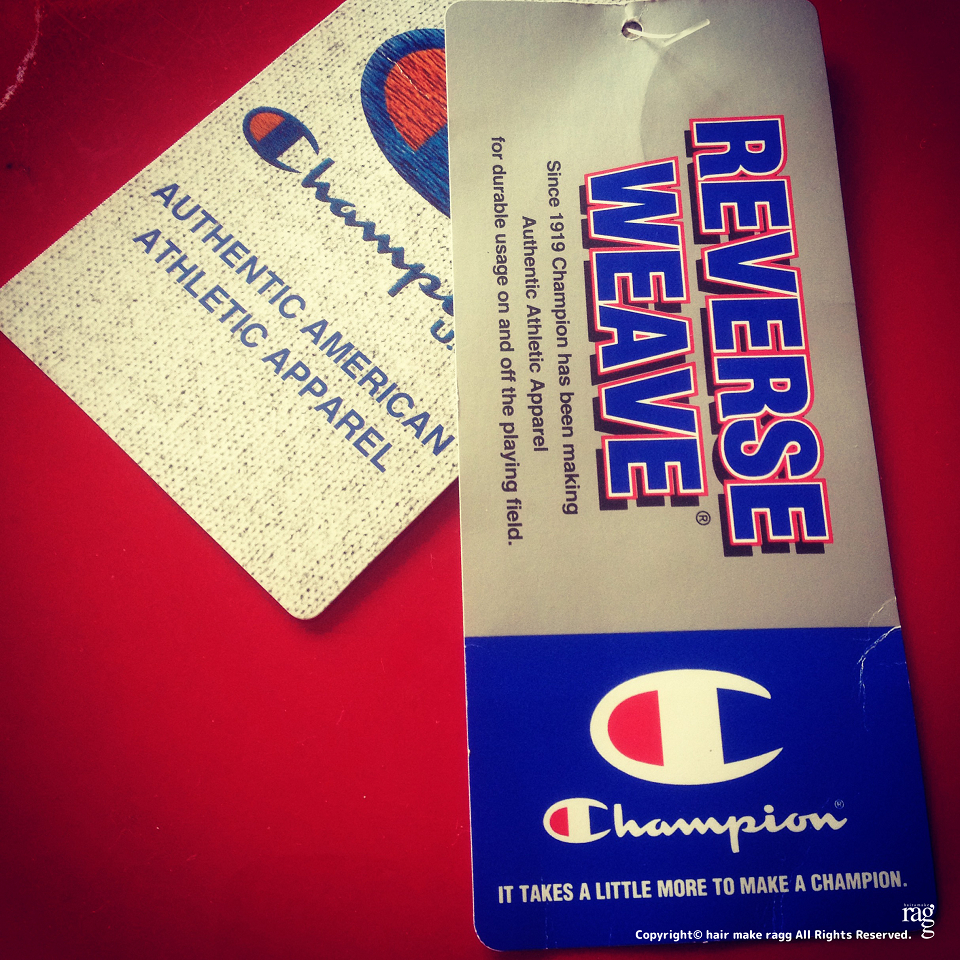 Champi
U.
AUTHENTIC AMERICAN
ATHLETIC APPAREL
REVERSE
WEAVE®
Since 1919 Champion has been making
Authentic Athletic Apparel
for durable usage on and off the playing field.
Champion®
IT TAKES A LITTLE MORE TO MAKE A CHAMPION.
ragg
Copyright© hair make ragg All Rights Reserved.